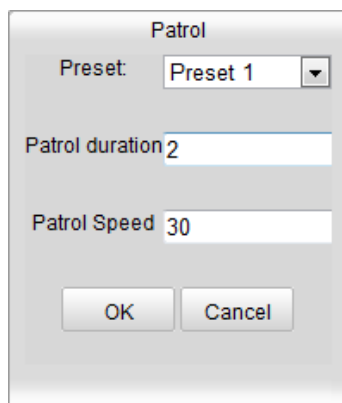 Patrol
Preset: Preset 1
Patrol duration 2
Patrol Speed 30
OK Cancel